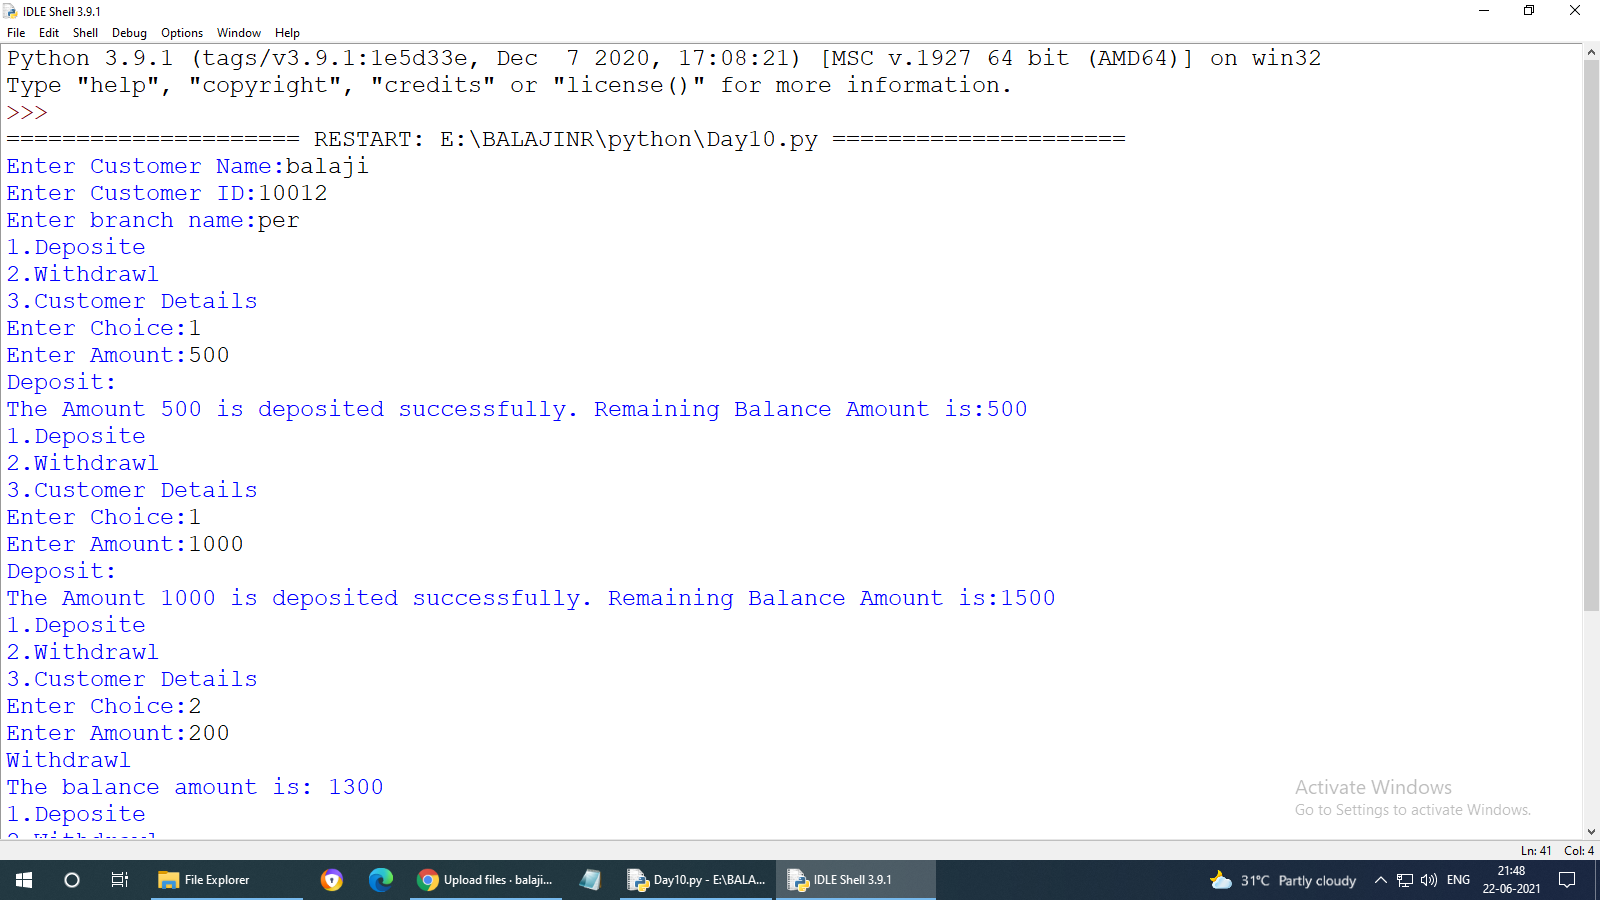 IDLE Shell 3.9.1
File Edit Shell Debug Options Window Help
Python 3.9.1 (tags/v3.9.1:1e5d33e, Dec  7 2020, 17:08:21) [MSC v.1927 64 bit (AMD64)] on win32
Type "help", "copyright", "credits" or "license()" for more information.
>>>
===================== RESTART: E:\BALAJINR\python\Day10.py =====================
Enter Customer Name:balaji
Enter Customer ID:10012
Enter branch name:per
1.Deposite
2.Withdrawl
3.Customer Details
Enter Choice:1
Enter Amount:500
Deposit:
The Amount 500 is deposited successfully. Remaining Balance Amount is:500
1.Deposite
2.Withdrawl
3.Customer Details
Enter Choice:1
Enter Amount:1000
Deposit:
The Amount 1000 is deposited successfully. Remaining Balance Amount is:1500
1.Deposite
2.Withdrawl
3.Customer Details
Enter Choice:2
Enter Amount:200
Withdrawl
The balance amount is: 1300
1.Deposite
2.Withdrawl
Activate Windows
Go to Settings to activate Windows.
Ln: 41 Col: 4
File Explorer
Upload files · balaji...
Day10.py - E:\BALA...
IDLE Shell 3.9.1
31°C Partly cloudy
ENG
21:48
22-06-2021